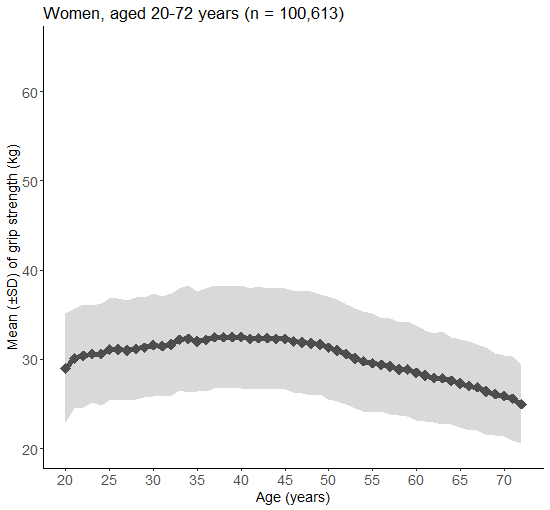 Women, aged 20-72 years (n = 100,613)
Mean (±SD) of grip strength (kg)
60
50
40
30
20
20 25 30 35 40 45 50 55 60 65 70
Age (years)